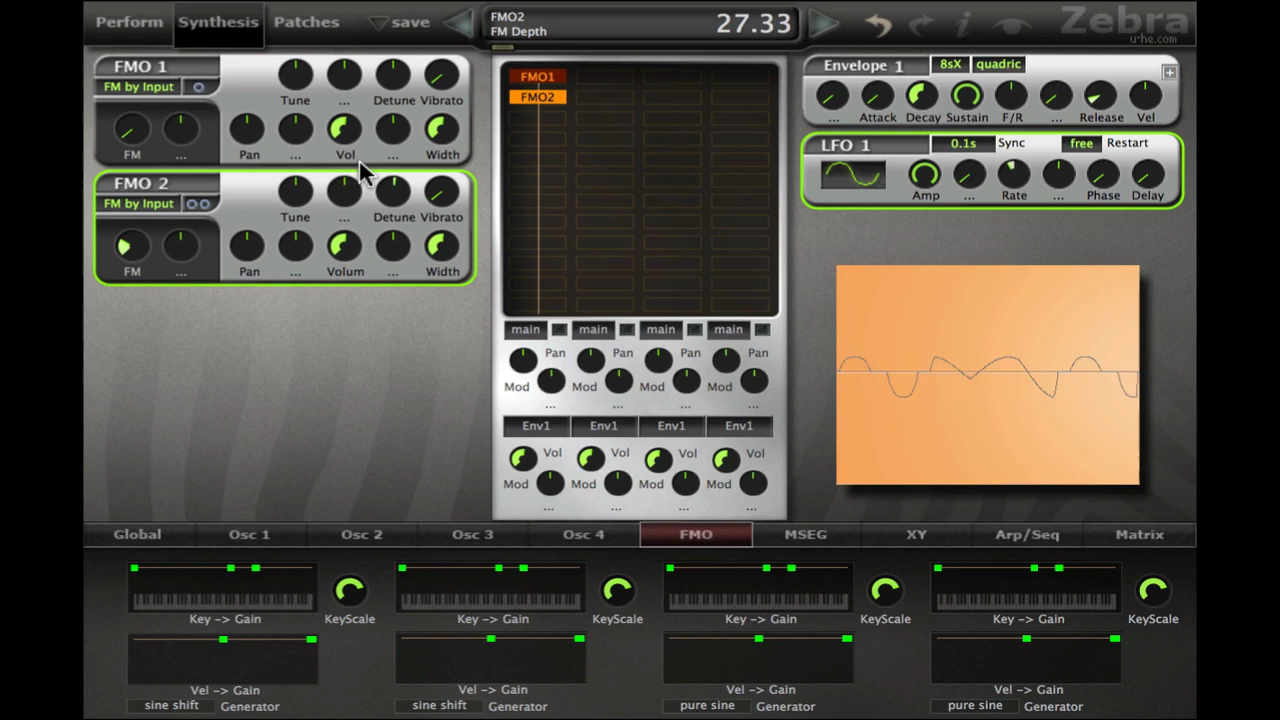 Perform Synthesis Patches save
FMO2
FM Depth
27.33
Zebra
u-he.com
FMO 1
FM by Input
Tune ... Detune Vibrato
FM ... Pan ... Vol ... Width
FMO 2
FM by Input
Tune ... Detune Vibrato
FM ... Pan ... Volum ... Width
FMO1
FMO2
main main main main
Pan Pan Pan Pan
Mod Mod Mod Mod
... ... ... ...
Env1 Env1 Env1 Env1
Vol Vol Vol Vol
Mod Mod Mod Mod
... ... ... ...
Envelope 1 8sX quadric
... Attack Decay Sustain F/R ... Release Vel
LFO 1 0.1s Sync free Restart
Amp ... Rate ... Phase Delay
Global Osc 1 Osc 2 Osc 3 Osc 4 FMO MSEG XY Arp/Seq Matrix
Key -> Gain KeyScale Key -> Gain KeyScale Key -> Gain KeyScale Key -> Gain KeyScale
Vel -> Gain Vel -> Gain Vel -> Gain Vel -> Gain
sine shift Generator sine shift Generator pure sine Generator pure sine Generator